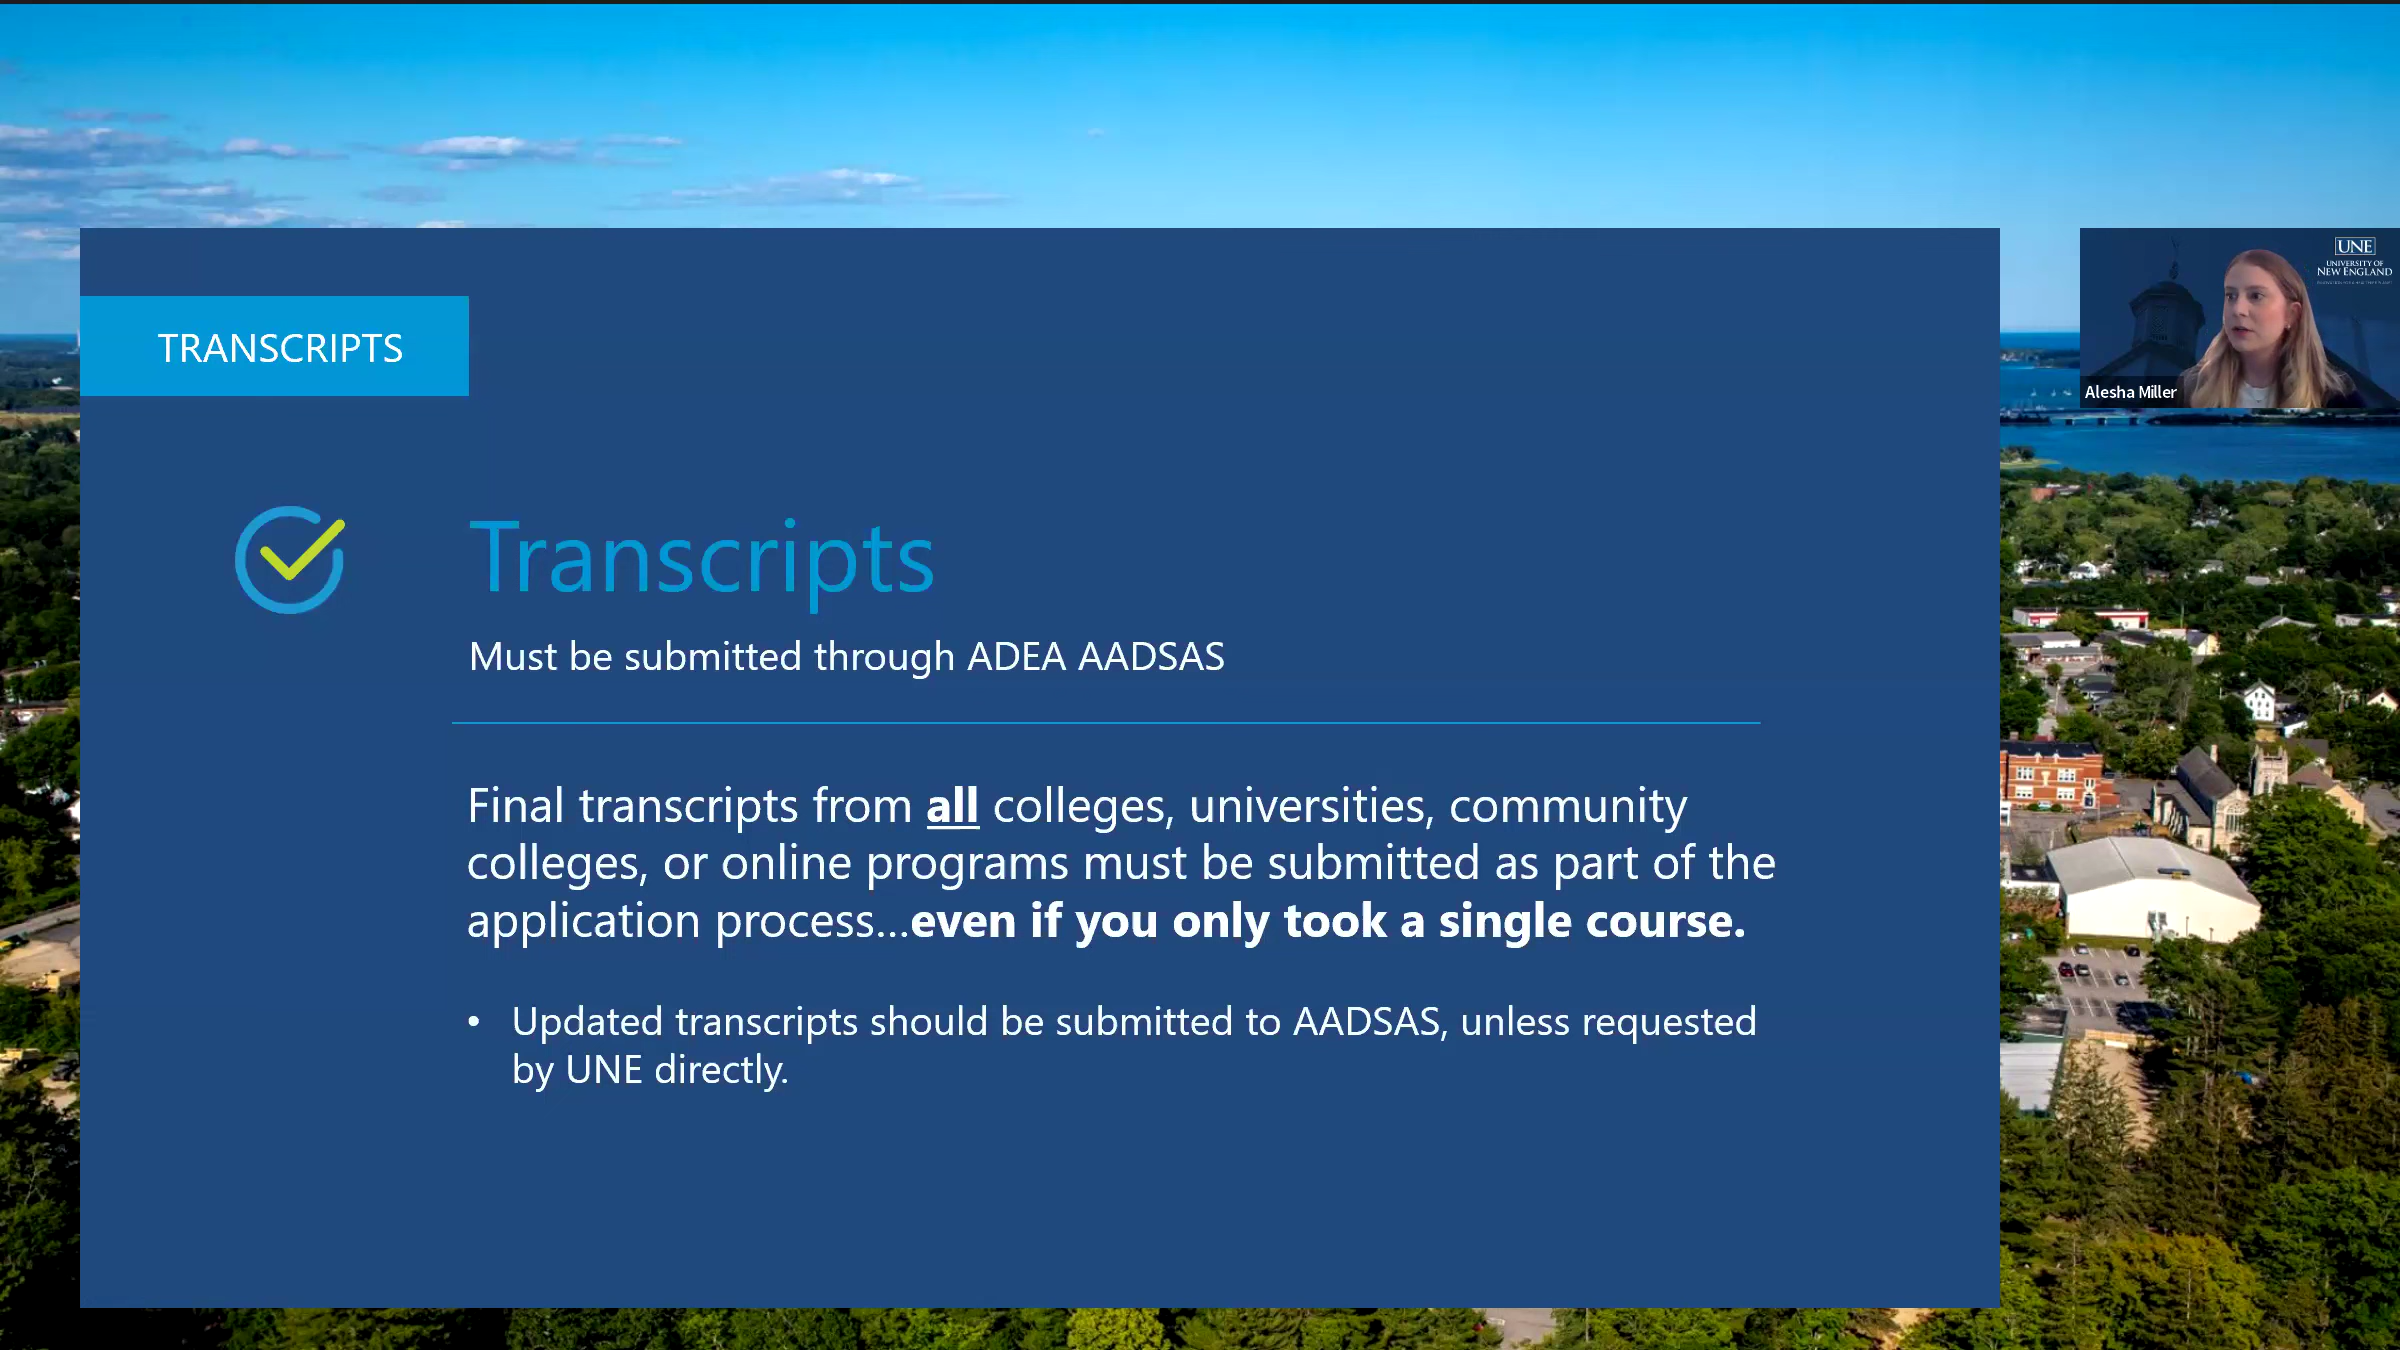 TRANSCRIPTS
Transcripts
Must be submitted through ADEA AADSAS
Final transcripts from all colleges, universities, community
colleges, or online programs must be submitted as part of the
application process...even if you only took a single course.
• Updated transcripts should be submitted to AADSAS, unless requested
by UNE directly.
UNE
UNIVERSITY OF
NEW ENGLAND
Alesha Miller